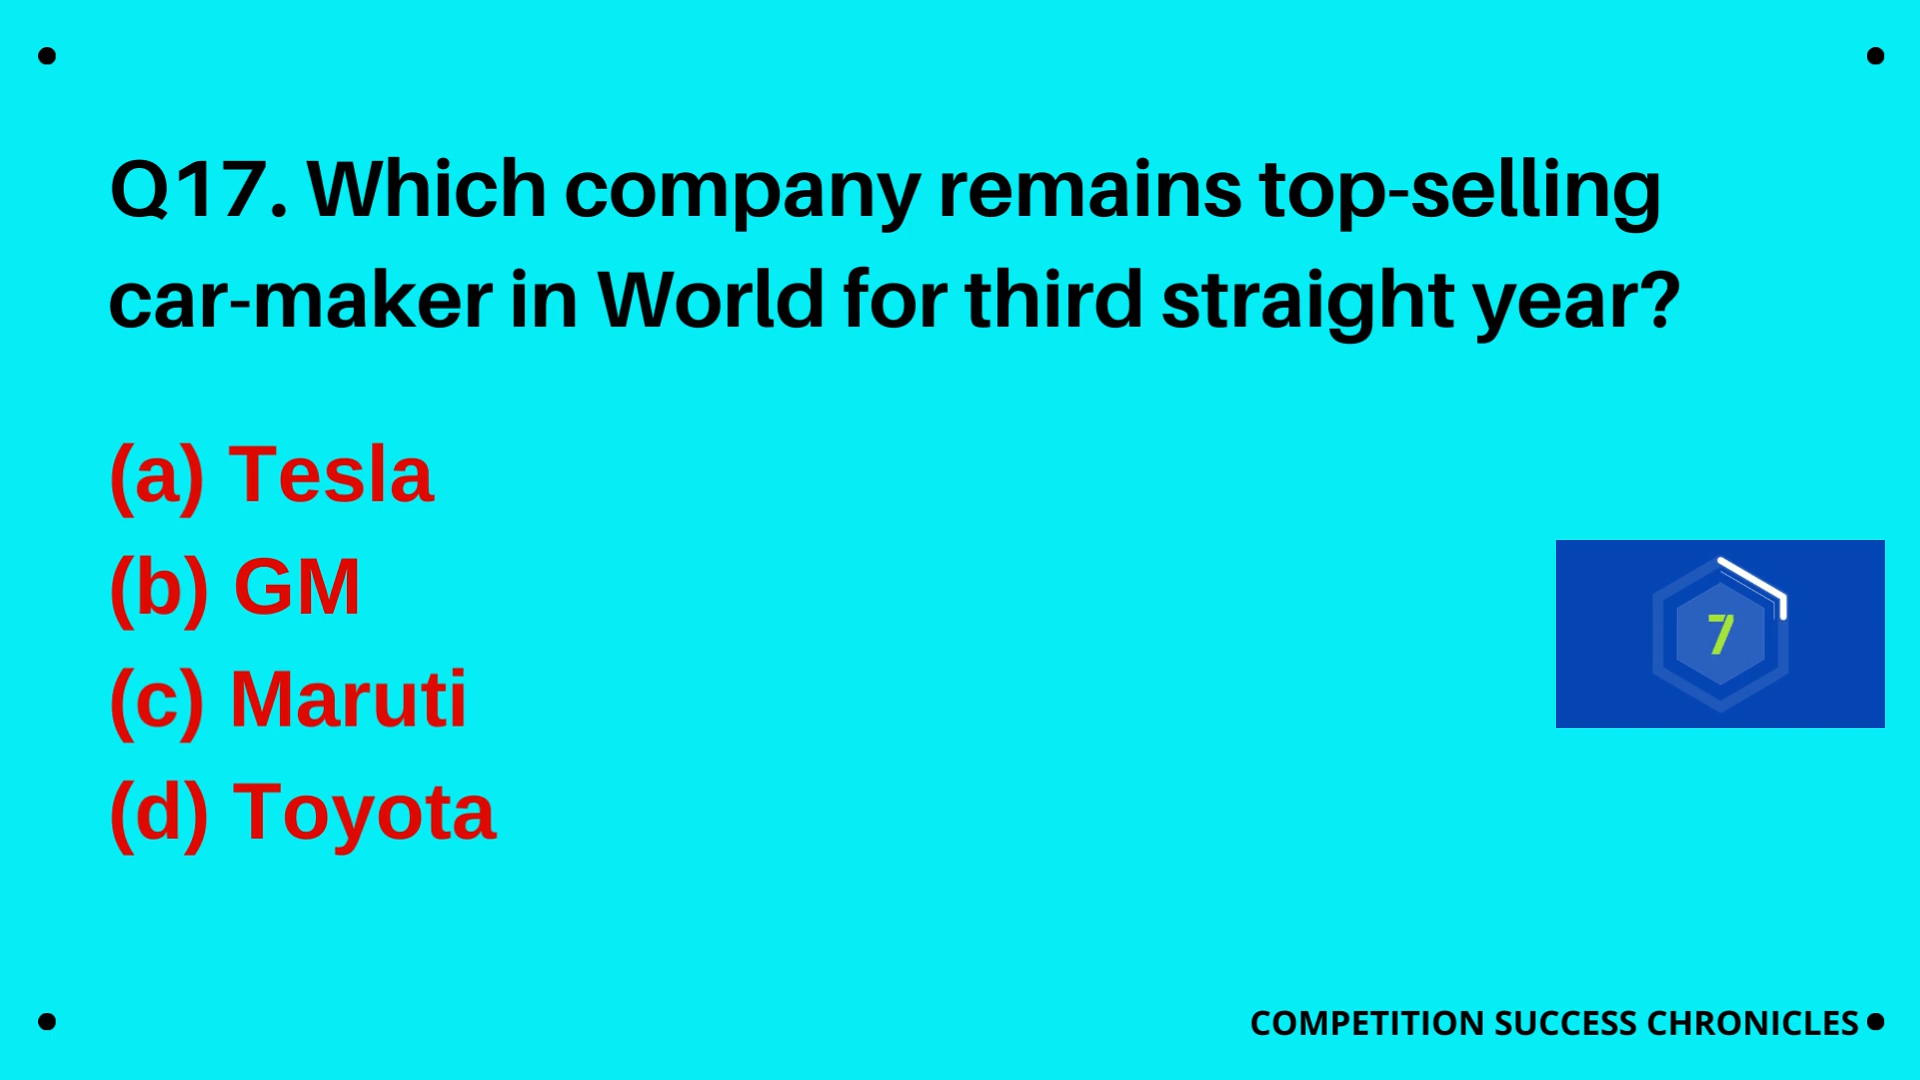 Q17. Which company remains top-selling
car-maker in World for third straight year?
(a) Tesla
(b) GM
(c) Maruti
(d) Toyota
7
COMPETITION SUCCESS CHRONICLES